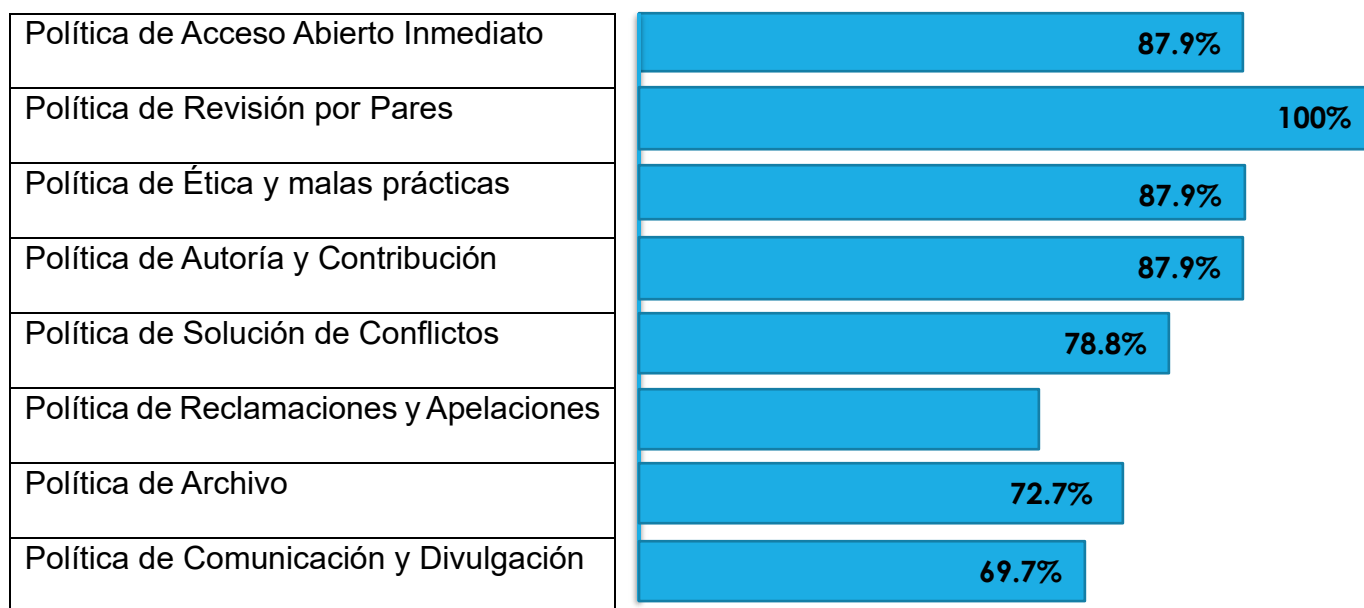 Política de Acceso Abierto Inmediato 87.9%
Política de Revisión por Pares 100%
Política de Ética y malas prácticas 87.9%
Política de Autoría y Contribución 87.9%
Política de Solución de Conflictos 78.8%
Política de Reclamaciones y Apelaciones
Política de Archivo 72.7%
Política de Comunicación y Divulgación 69.7%